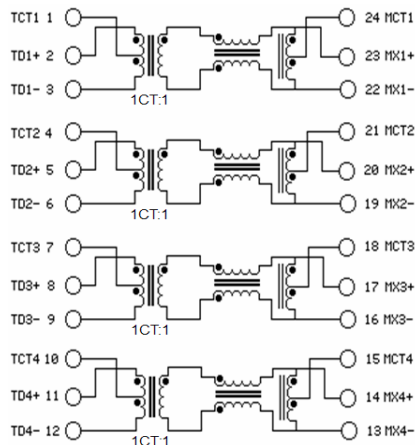 TCT1 1 24 MCT1
TD1+ 2 23 MX1+
TD1- 3 22 MX1-
1CT:1
TCT2 4 21 MCT2
TD2+ 5 20 MX2+
TD2- 6 19 MX2-
1CT:1
TCT3 7 18 MCT3
TD3+ 8 17 MX3+
TD3- 9 16 MX3-
1CT:1
TCT4 10 15 MCT4
TD4+ 11 14 MX4+
TD4- 12 13 MX4-
1CT:1